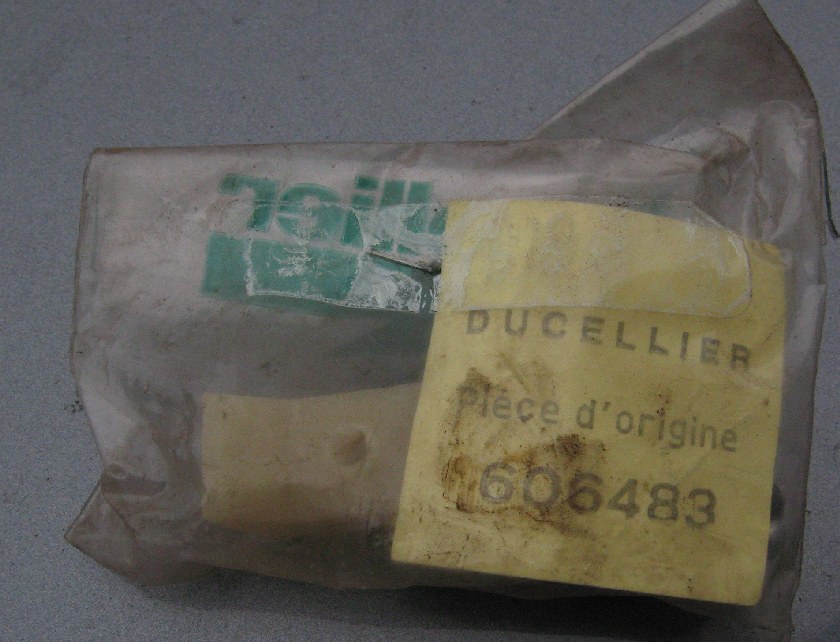 DUCELLIER
Pièce d'origine
606483